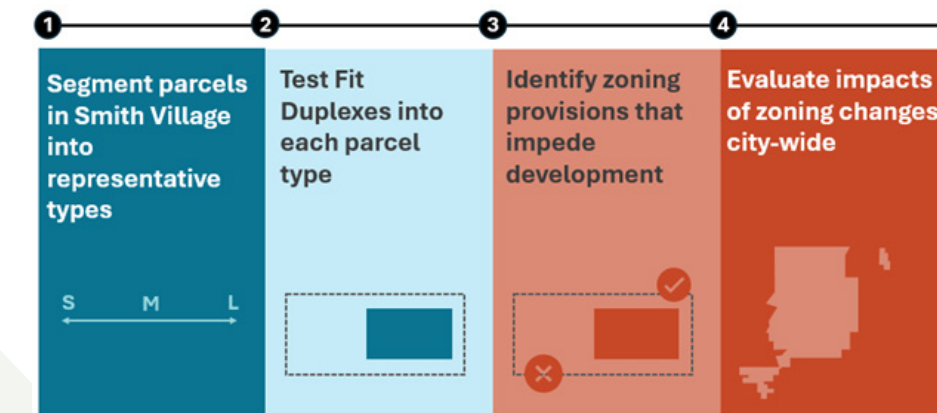 1
2
3
4
Segment parcels
in Smith Village
into
representative
types
S M L
Test Fit
Duplexes into
each parcel
type
Identify zoning
provisions that
impede
development
Evaluate impacts
of zoning changes
city-wide